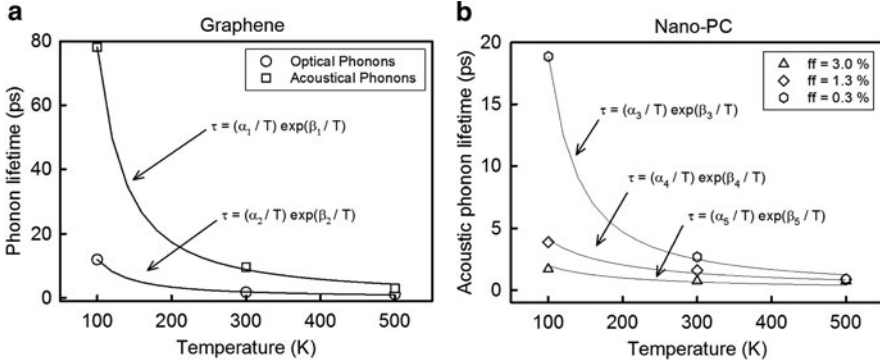 a
Graphene
80
60
40
20
0
Phonon lifetime (ps)
Optical Phonons
Acoustical Phonons
τ = (α₁ / T) exp(β₁ / T)
τ = (α₂ / T) exp(β₂ / T)
100 200 300 400 500
Temperature (K)
b
Nano-PC
20
15
10
5
0
Acoustic phonon lifetime (ps)
ff = 3.0 %
ff = 1.3 %
ff = 0.3 %
τ = (α₃ / T) exp(β₃ / T)
τ = (α₄ / T) exp(β₄ / T)
τ = (α₅ / T) exp(β₅ / T)
100 200 300 400 500
Temperature (K)